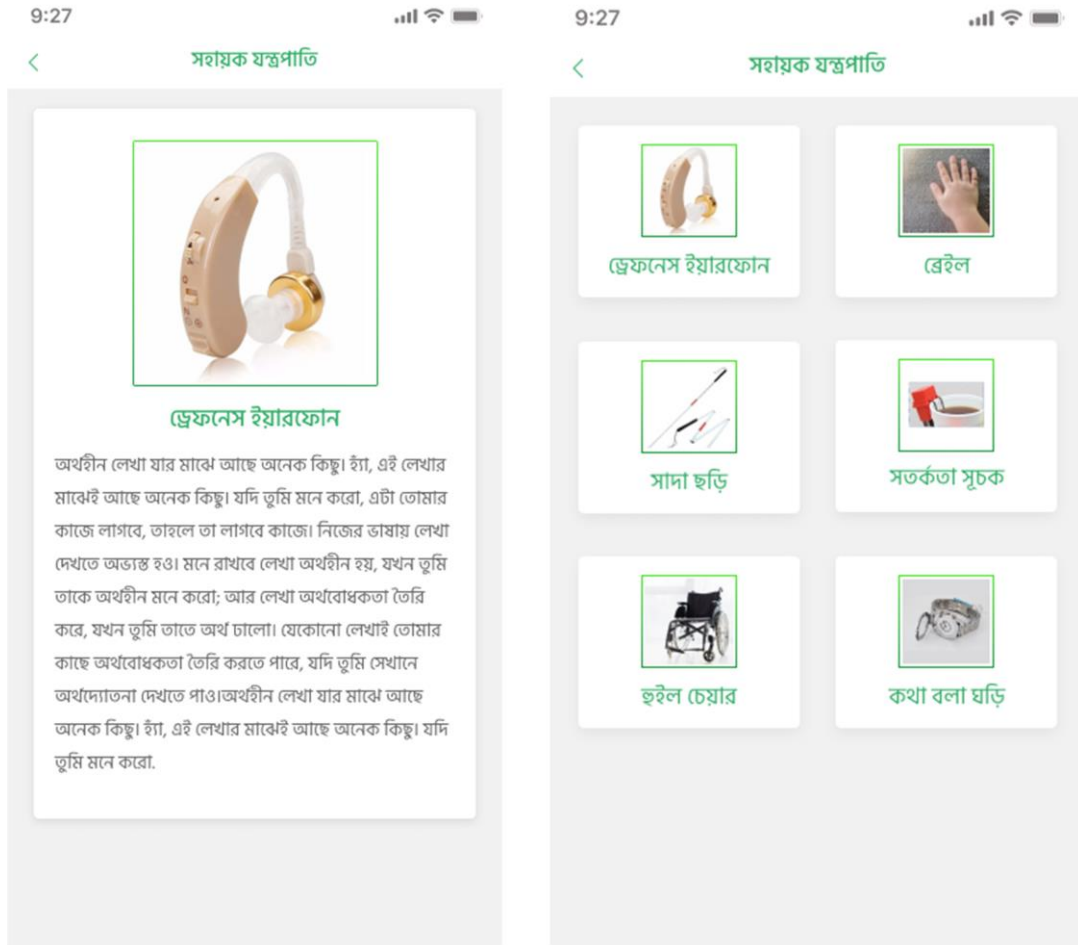 9:27
সহায়ক যন্ত্রপাতি
ড্রেফনেস ইয়ারফোন
অর্থহীন লেখা যার মাঝে আছে অনেক কিছু। হ্যাঁ, এই লেখার
মাঝেই আছে অনেক কিছু। যদি তুমি মনে করো, এটা তোমার
কাজে লাগবে, তাহলে তা লাগবে কাজে। নিজের ভাষায় লেখা
দেখতে অভ্যস্ত হও। মনে রাখবে লেখা অর্থহীন হয়, যখন তুমি
তাকে অর্থহীন মনে করো; আর লেখা অর্থবোধকতা তৈরি
করে, যখন তুমি তাতে অর্থ ঢালো। যেকোনো লেখাই তোমার
কাছে অর্থবোধকতা তৈরি করতে পারে, যদি তুমি সেখানে
অর্থদ্যোতনা দেখতে পাও।অর্থহীন লেখা যার মাঝে আছে
অনেক কিছু। হ্যাঁ, এই লেখার মাঝেই আছে অনেক কিছু। যদি
তুমি মনে করো.
9:27
সহায়ক যন্ত্রপাতি
ড্রেফনেস ইয়ারফোন
ব্রেইল
সাদা ছড়ি
সতর্কতা সূচক
হুইল চেয়ার
কথা বলা ঘড়ি